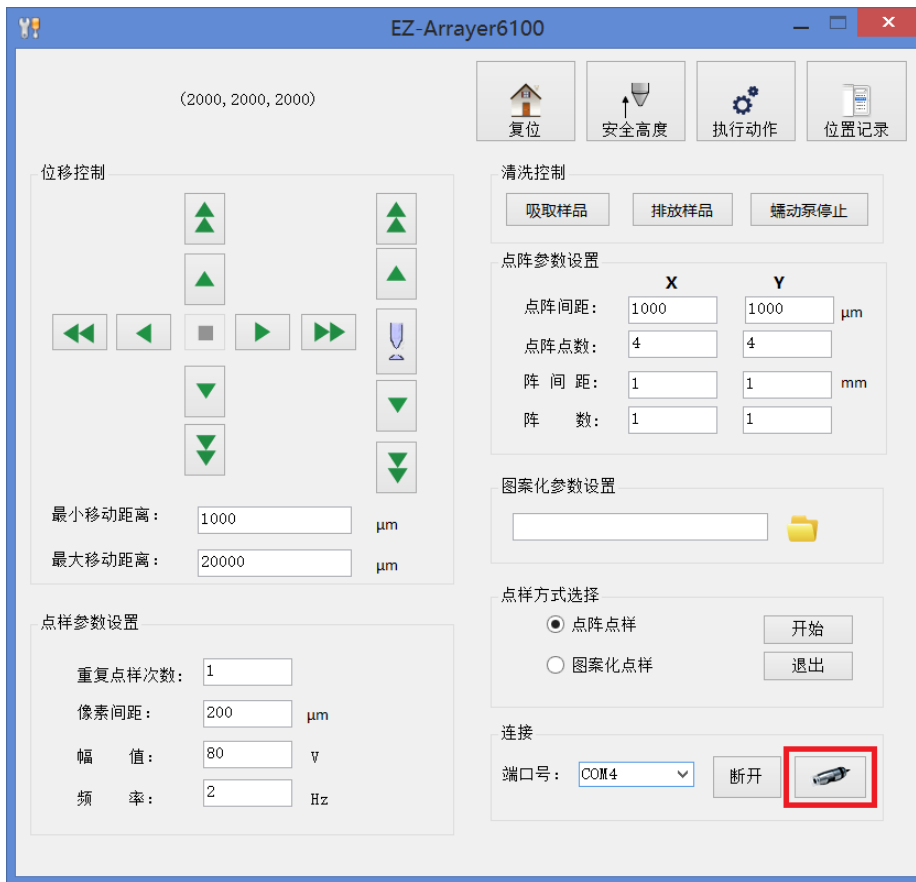 EZ-Arrayer6100
(2000, 2000, 2000)
复位
安全高度
执行动作
位置记录
位移控制
最小移动距离: 1000 μm
最大移动距离: 20000 μm
点样参数设置
重复点样次数: 1
像素间距: 200 μm
幅 值: 80 V
频 率: 2 Hz
清洗控制
吸取样品 排放样品 蠕动泵停止
点阵参数设置
X Y
点阵间距: 1000 1000 μm
点阵点数: 4 4
阵 间 距: 1 1 mm
阵 数: 1 1
图案化参数设置
点样方式选择
点阵点样 开始
图案化点样 退出
连接
端口号: COM4 断开